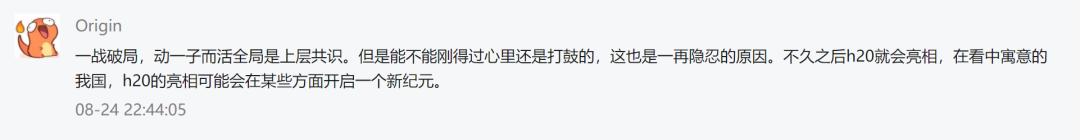 Origin
一战破局，动一子而活全局是上层共识。但是能不能刚得过心里还是打鼓的，这也是一再隐忍的原因。不久之后h20就会亮相，在看中寓意的
我国，h20的亮相可能会在某些方面开启一个新纪元。
08-24 22:44:05